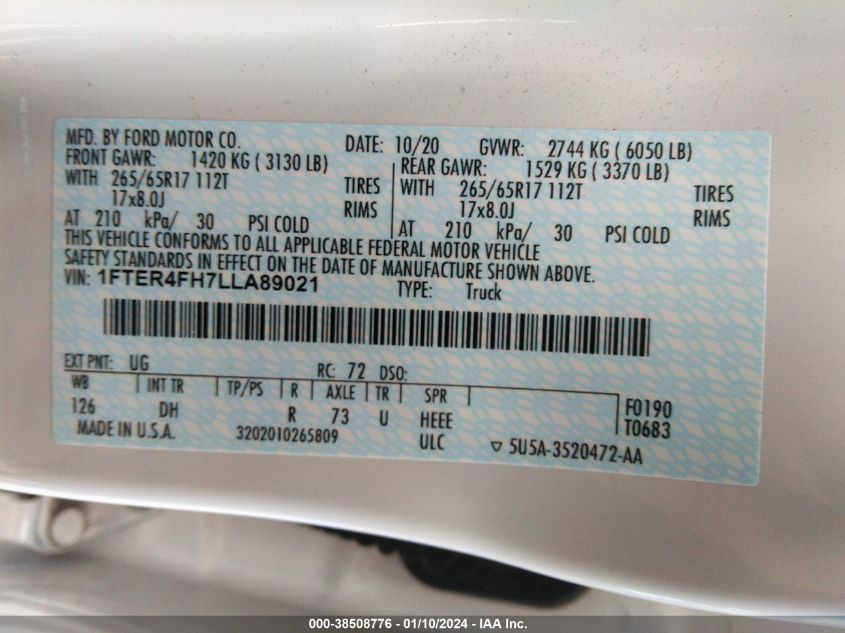 MFD. BY FORD MOTOR CO. DATE: 10/20 GVWR: 2744 KG ( 6050 LB)
FRONT GAWR: 1420 KG ( 3130 LB) REAR GAWR: 1529 KG ( 3370 LB)
WITH 265/65R17 112T TIRES WITH 265/65R17 112T TIRES
17x8.0J RIMS 17x8.0J RIMS
AT 210 kPa/ 30 PSI COLD AT 210 kPa/ 30 PSI COLD
THIS VEHICLE CONFORMS TO ALL APPLICABLE FEDERAL MOTOR VEHICLE
SAFETY STANDARDS IN EFFECT ON THE DATE OF MANUFACTURE SHOWN ABOVE.
VIN: 1FTER4FH7LLA89021 TYPE: Truck
EXT PNT: UG RC: 72 DSO:
WB INT TR TP/PS R AXLE TR SPR
126 DH R 73 U HEEE F0190
ULC T0683
MADE IN U.S.A. 3202010265809 5U5A-3520472-AA
000-38508776 - 01/10/2024 - IAA Inc.